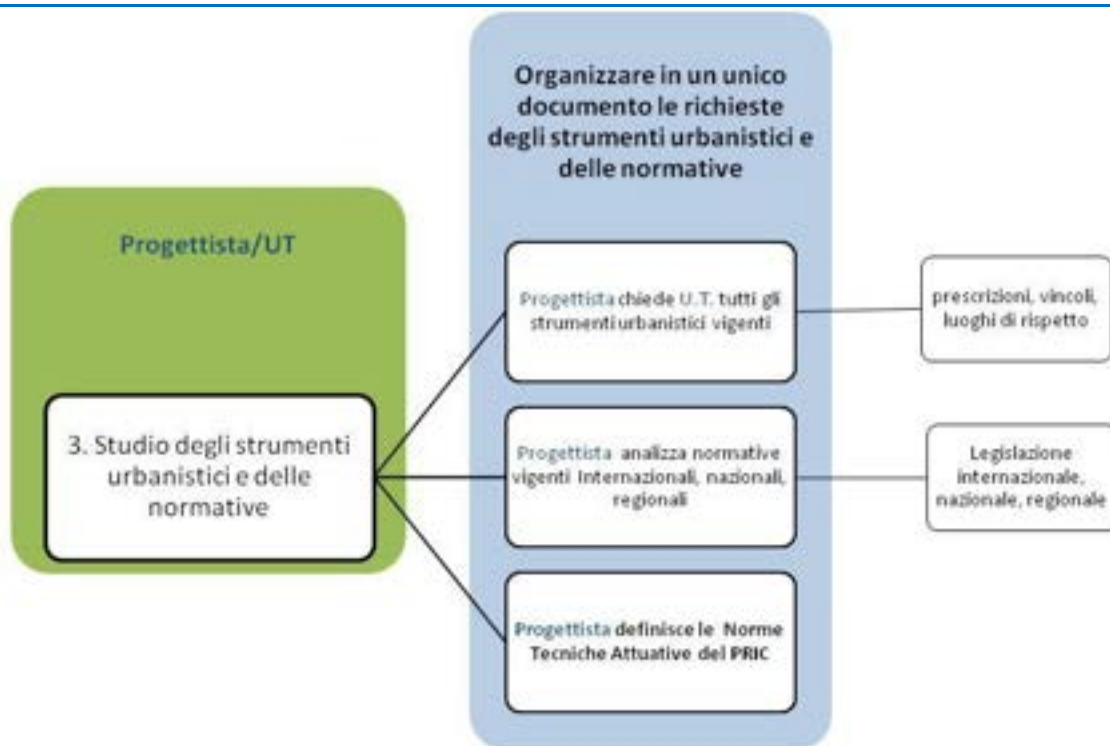 Organizzare in un unico
documento le richieste
degli strumenti urbanistici e
delle normative
Progettista/UT
3. Studio degli strumenti
urbanistici e delle
normative
Progettista chiede U.T. tutti gli
strumenti urbanistici vigenti
prescrizioni, vincoli,
luoghi di rispetto
Progettista analizza normative
vigenti Internazionali, nazionali,
regionali
Legislazione
internazionale,
nazionale, regionale
Progettista definisce le Norme
Tecniche Attuative del PRIC